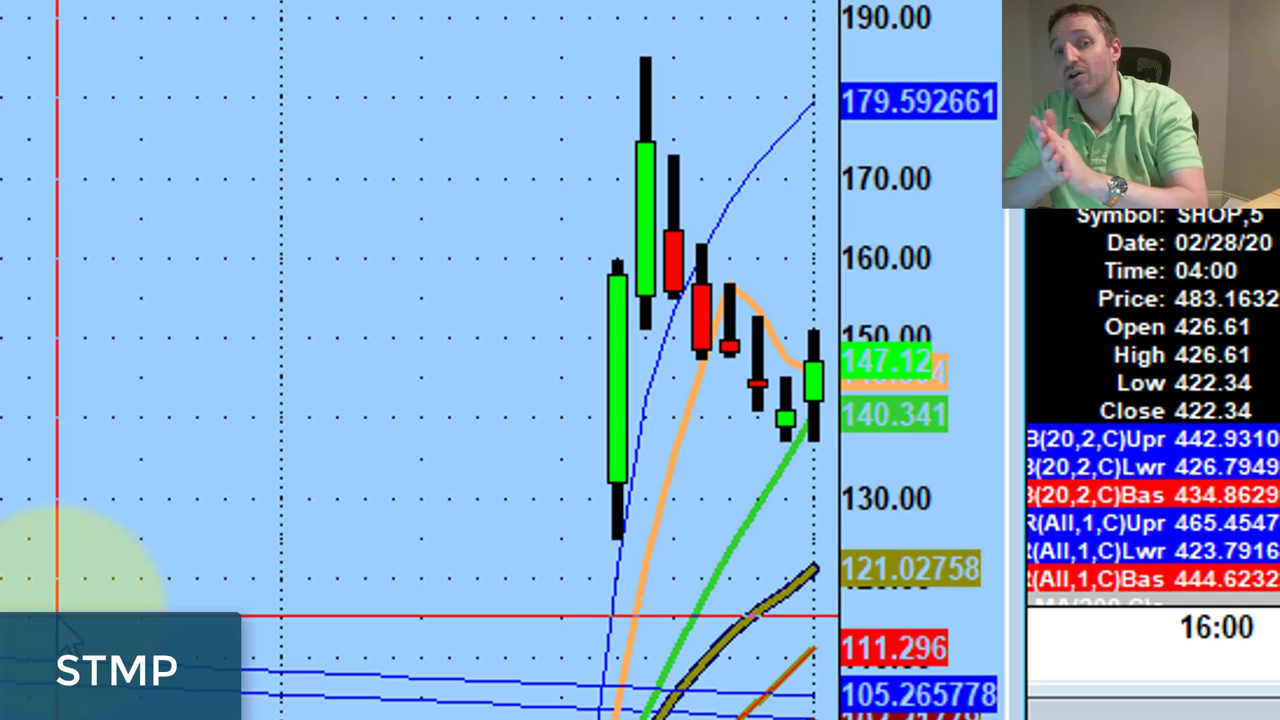 190.00
179.592661
170.00
160.00
150.00
147.12
140.341
130.00
121.02758
111.296
105.265778
STMP
Symbol: SHOP,5
Date: 02/28/20
Time: 04:00
Price: 483.1632
Open 426.61
High 426.61
Low 422.34
Close 422.34
B(20,2,C)Upr 442.9310
B(20,2,C)Lwr 426.7949
B(20,2,C)Bas 434.8629
R(All,1,C)Upr 465.4547
R(All,1,C)Lwr 423.7916
R(All,1,C)Bas 444.6232
16:00